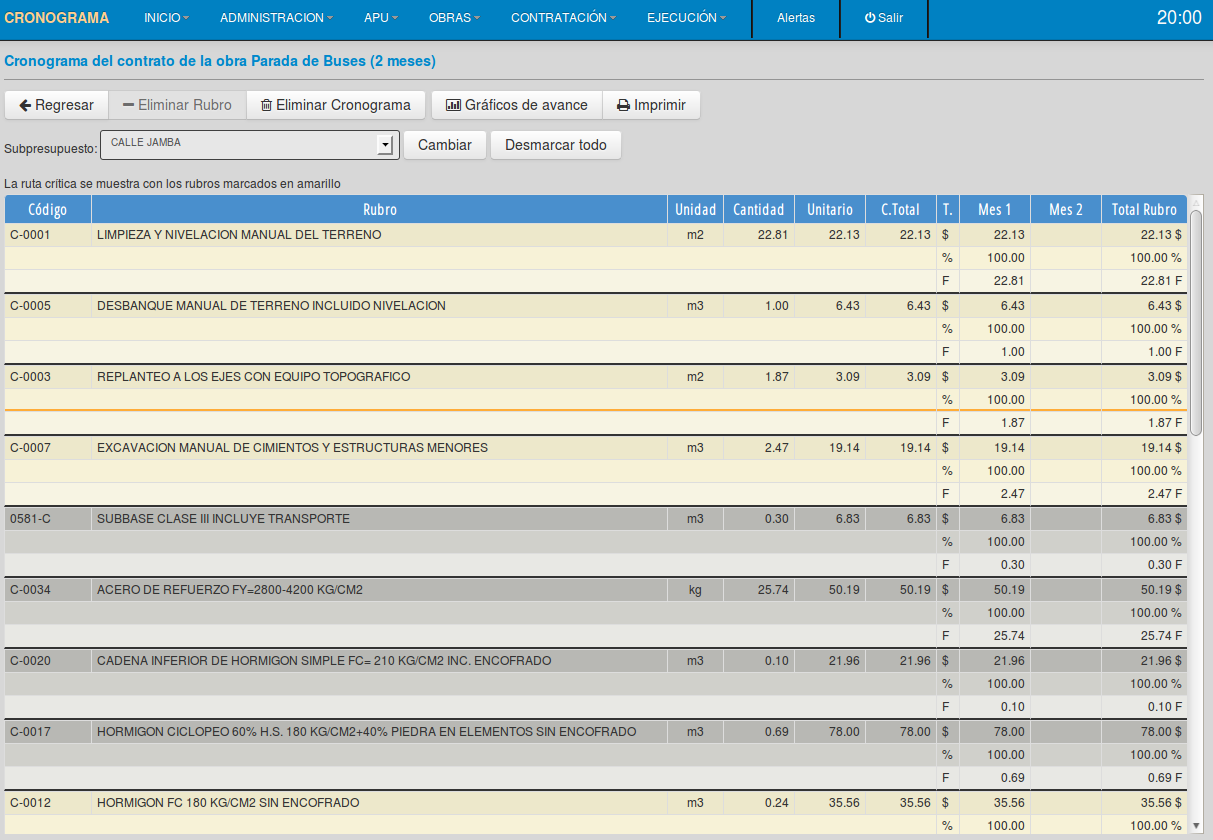 CRONOGRAMA INICIO ADMINISTRACION APU OBRAS CONTRATACIÓN EJECUCIÓN Alertas Salir 20:00
Cronograma del contrato de la obra Parada de Buses (2 meses)
Regresar Eliminar Rubro Eliminar Cronograma Gráficos de avance Imprimir
Subpresupuesto: CALLE JAMBA Cambiar Desmarcar todo
La ruta crítica se muestra con los rubros marcados en amarillo
Código Rubro Unidad Cantidad Unitario C.Total T. Mes 1 Mes 2 Total Rubro
C-0001 LIMPIEZA Y NIVELACION MANUAL DEL TERRENO m2 22.81 22.13 22.13 $ 22.13 22.13 $
% 100.00 100.00 %
F 22.81 22.81 F
C-0005 DESBANQUE MANUAL DE TERRENO INCLUIDO NIVELACION m3 1.00 6.43 6.43 $ 6.43 6.43 $
% 100.00 100.00 %
F 1.00 1.00 F
C-0003 REPLANTEO A LOS EJES CON EQUIPO TOPOGRAFICO m2 1.87 3.09 3.09 $ 3.09 3.09 $
% 100.00 100.00 %
F 1.87 1.87 F
C-0007 EXCAVACION MANUAL DE CIMIENTOS Y ESTRUCTURAS MENORES m3 2.47 19.14 19.14 $ 19.14 19.14 $
% 100.00 100.00 %
F 2.47 2.47 F
0581-C SUBBASE CLASE III INCLUYE TRANSPORTE m3 0.30 6.83 6.83 $ 6.83 6.83 $
% 100.00 100.00 %
F 0.30 0.30 F
C-0034 ACERO DE REFUERZO FY=2800-4200 KG/CM2 kg 25.74 50.19 50.19 $ 50.19 50.19 $
% 100.00 100.00 %
F 25.74 25.74 F
C-0020 CADENA INFERIOR DE HORMIGON SIMPLE FC= 210 KG/CM2 INC. ENCOFRADO m3 0.10 21.96 21.96 $ 21.96 21.96 $
% 100.00 100.00 %
F 0.10 0.10 F
C-0017 HORMIGON CICLOPEO 60% H.S. 180 KG/CM2+40% PIEDRA EN ELEMENTOS SIN ENCOFRADO m3 0.69 78.00 78.00 $ 78.00 78.00 $
% 100.00 100.00 %
F 0.69 0.69 F
C-0012 HORMIGON FC 180 KG/CM2 SIN ENCOFRADO m3 0.24 35.56 35.56 $ 35.56 35.56 $
% 100.00 100.00 %